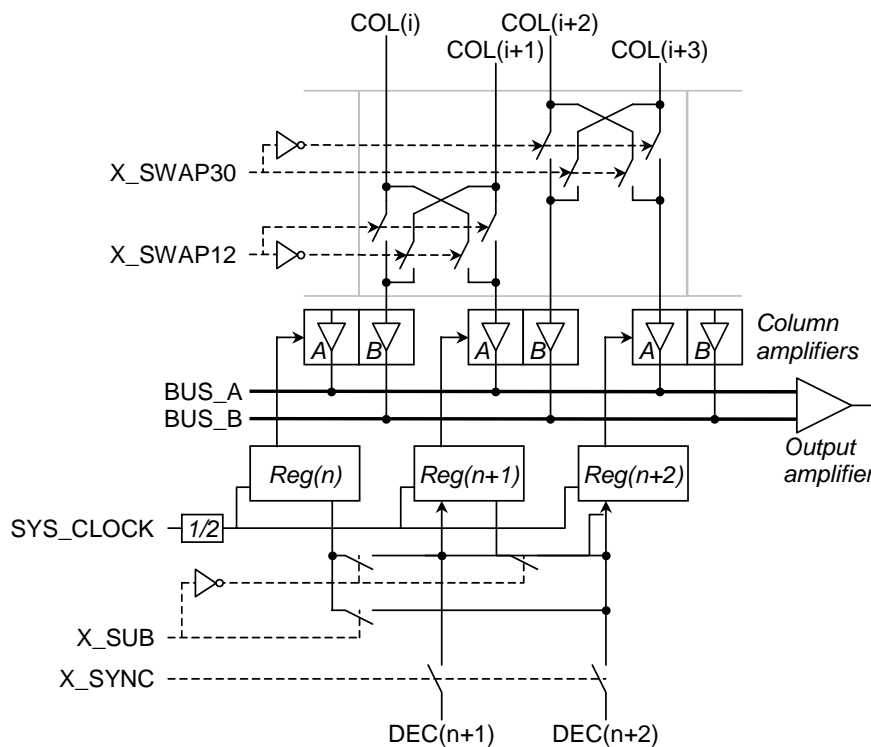 COL(i)
COL(i+2)
COL(i+1)
COL(i+3)
X_SWAP30
X_SWAP12
A
B
A
B
A
B
Column
amplifiers
BUS_A
BUS_B
Output
amplifier
Reg(n)
Reg(n+1)
Reg(n+2)
SYS_CLOCK
1/2
X_SUB
X_SYNC
DEC(n+1)
DEC(n+2)